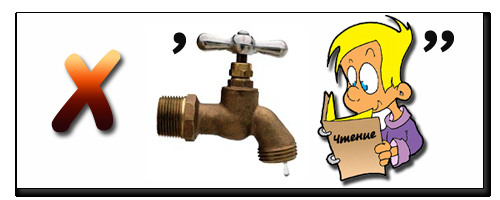 Х , ,,
Чтение